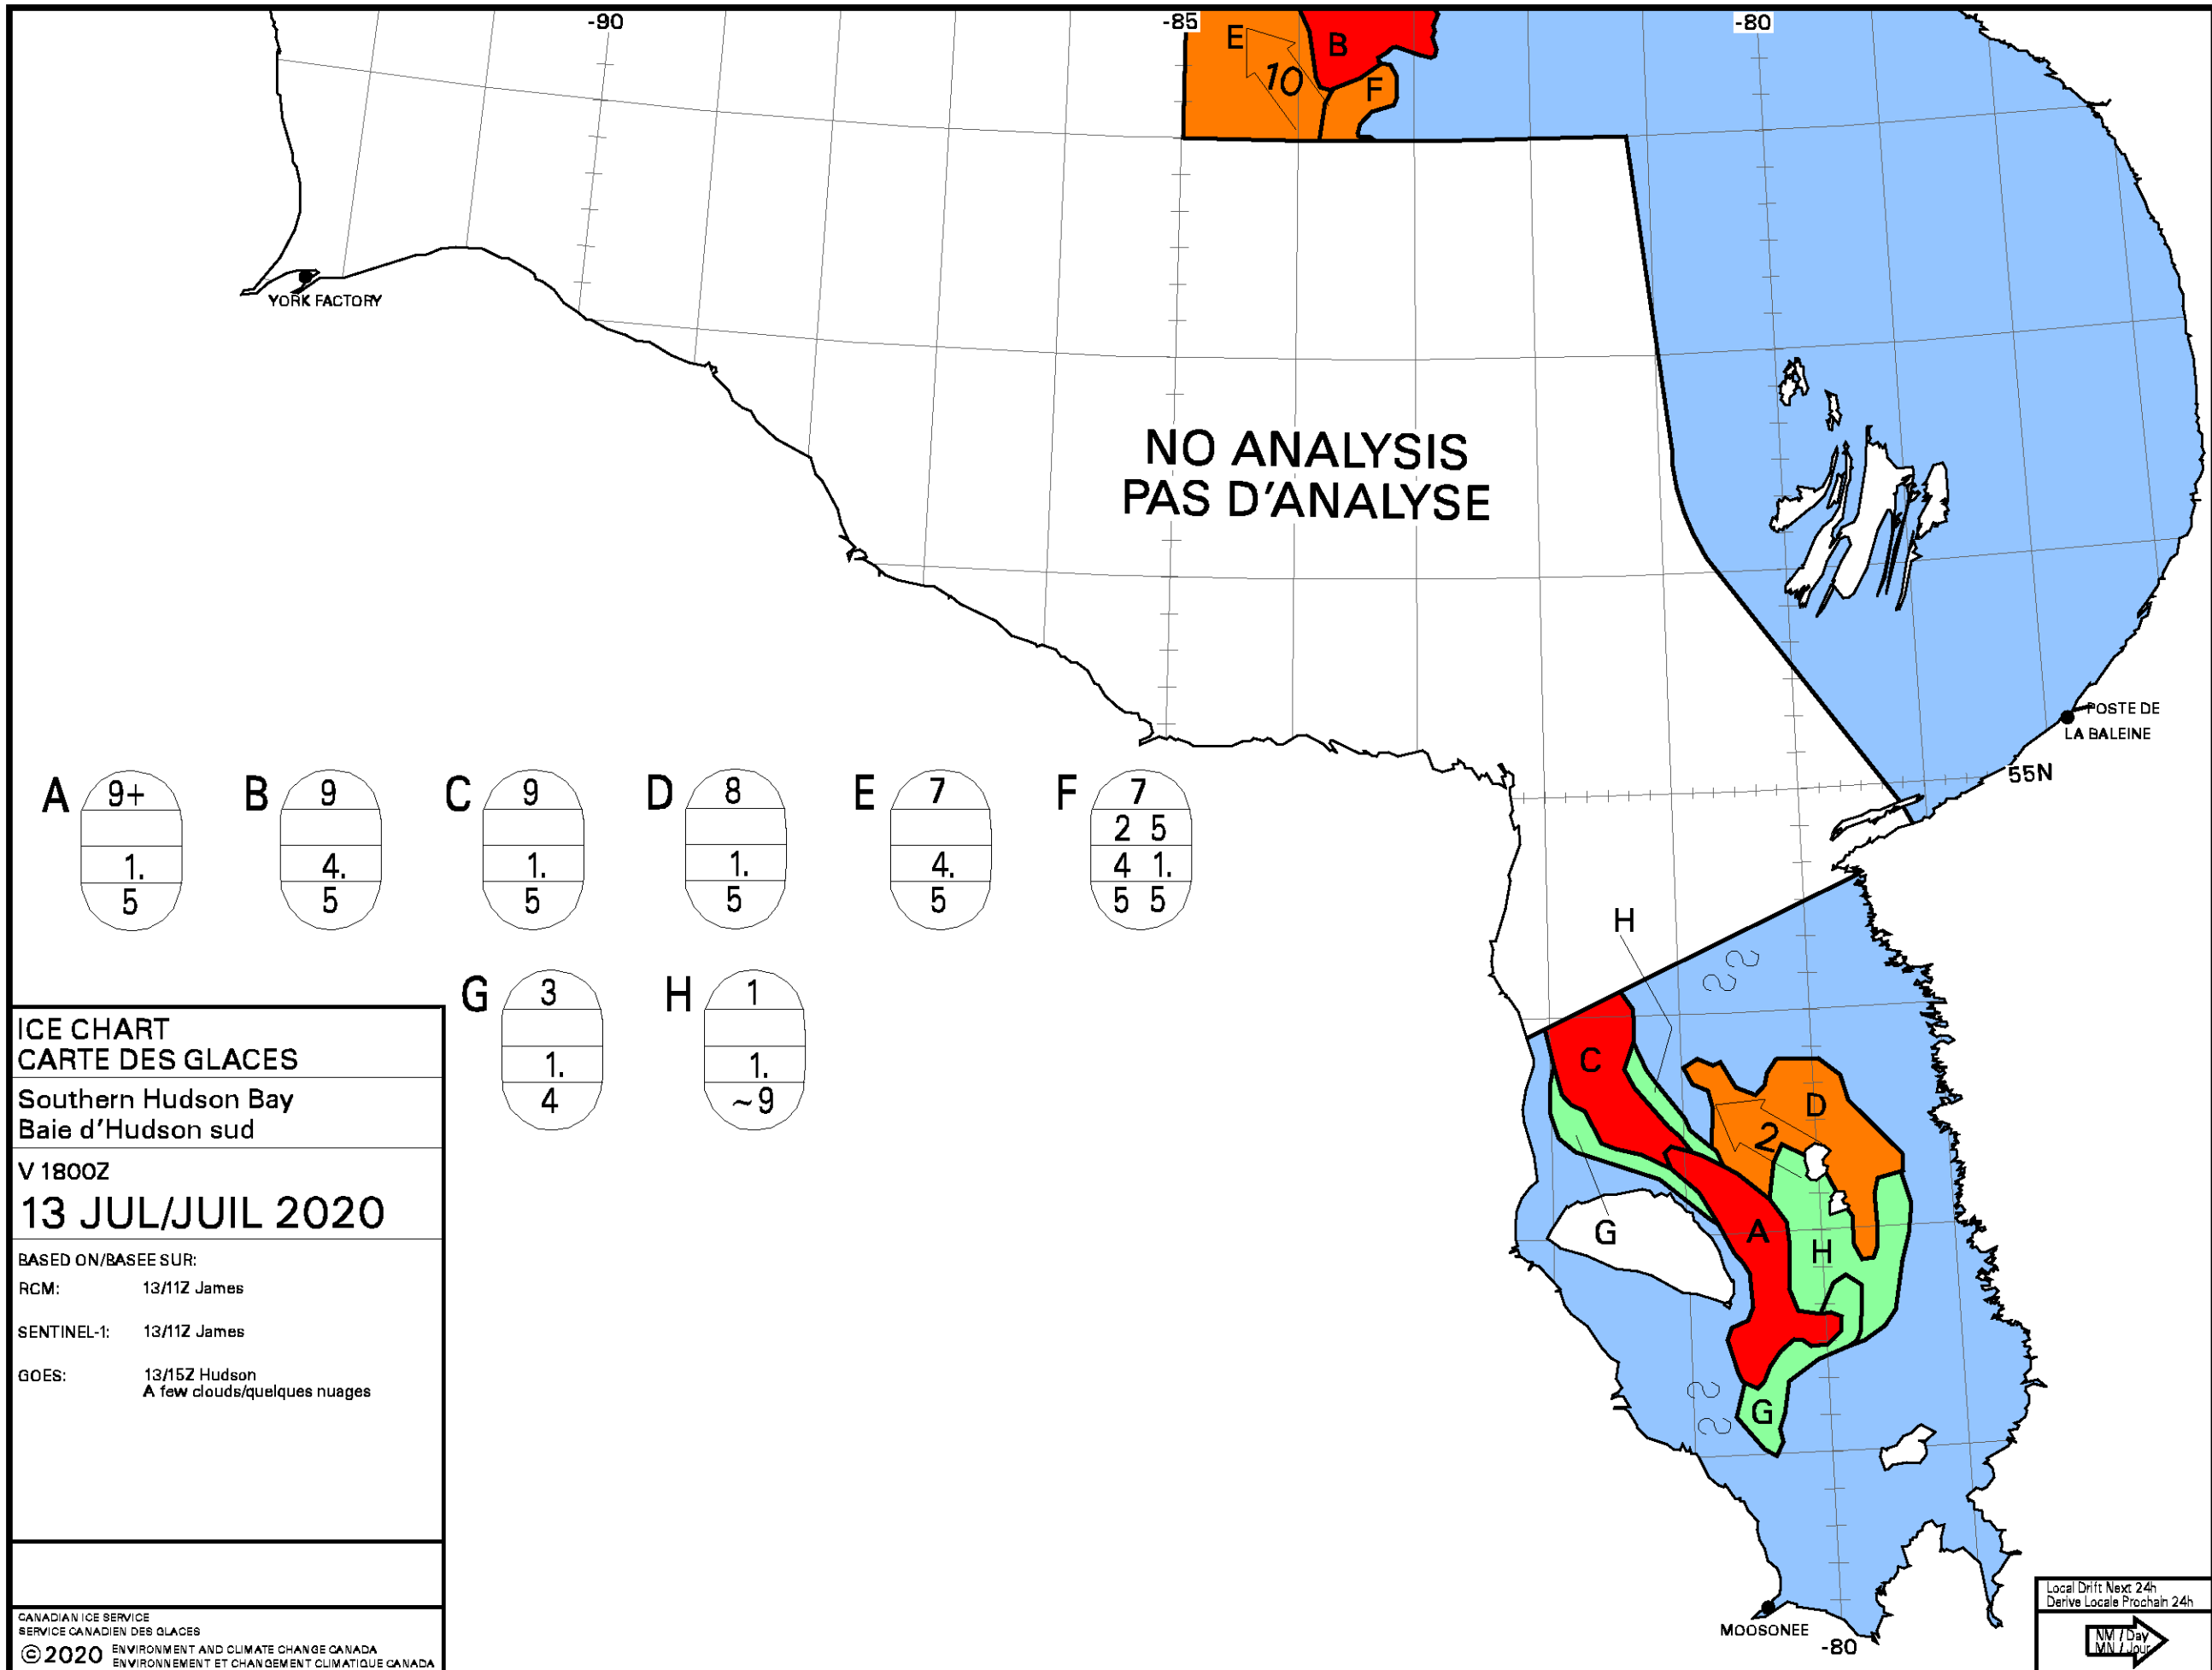 -90
-85
-80
E
B
10
F
YORK FACTORY
NO ANALYSIS
PAS D'ANALYSE
POSTE DE
LA BALEINE
55N
A
9+
1.
5
B
9
4.
5
C
9
1.
5
D
8
1.
5
E
7
4.
5
F
7
2 5
4 1.
5 5
G
3
1.
4
H
1
1.
~9
H
C
D
2
A
G
H
G
MOOSONEE
-80
ICE CHART
CARTE DES GLACES
Southern Hudson Bay
Baie d'Hudson sud
V 1800Z
13 JUL/JUIL 2020
BASED ON/BASEE SUR:
RCM: 13/11Z James
SENTINEL-1: 13/11Z James
GOES: 13/15Z Hudson
A few clouds/quelques nuages
CANADIAN ICE SERVICE
SERVICE CANADIEN DES GLACES
© 2020 ENVIRONMENT AND CLIMATE CHANGE CANADA
ENVIRONNEMENT ET CHANGEMENT CLIMATIQUE CANADA
Local Drift Next 24h
Derive Locale Prochain 24h
NM / Day
MN / Jour